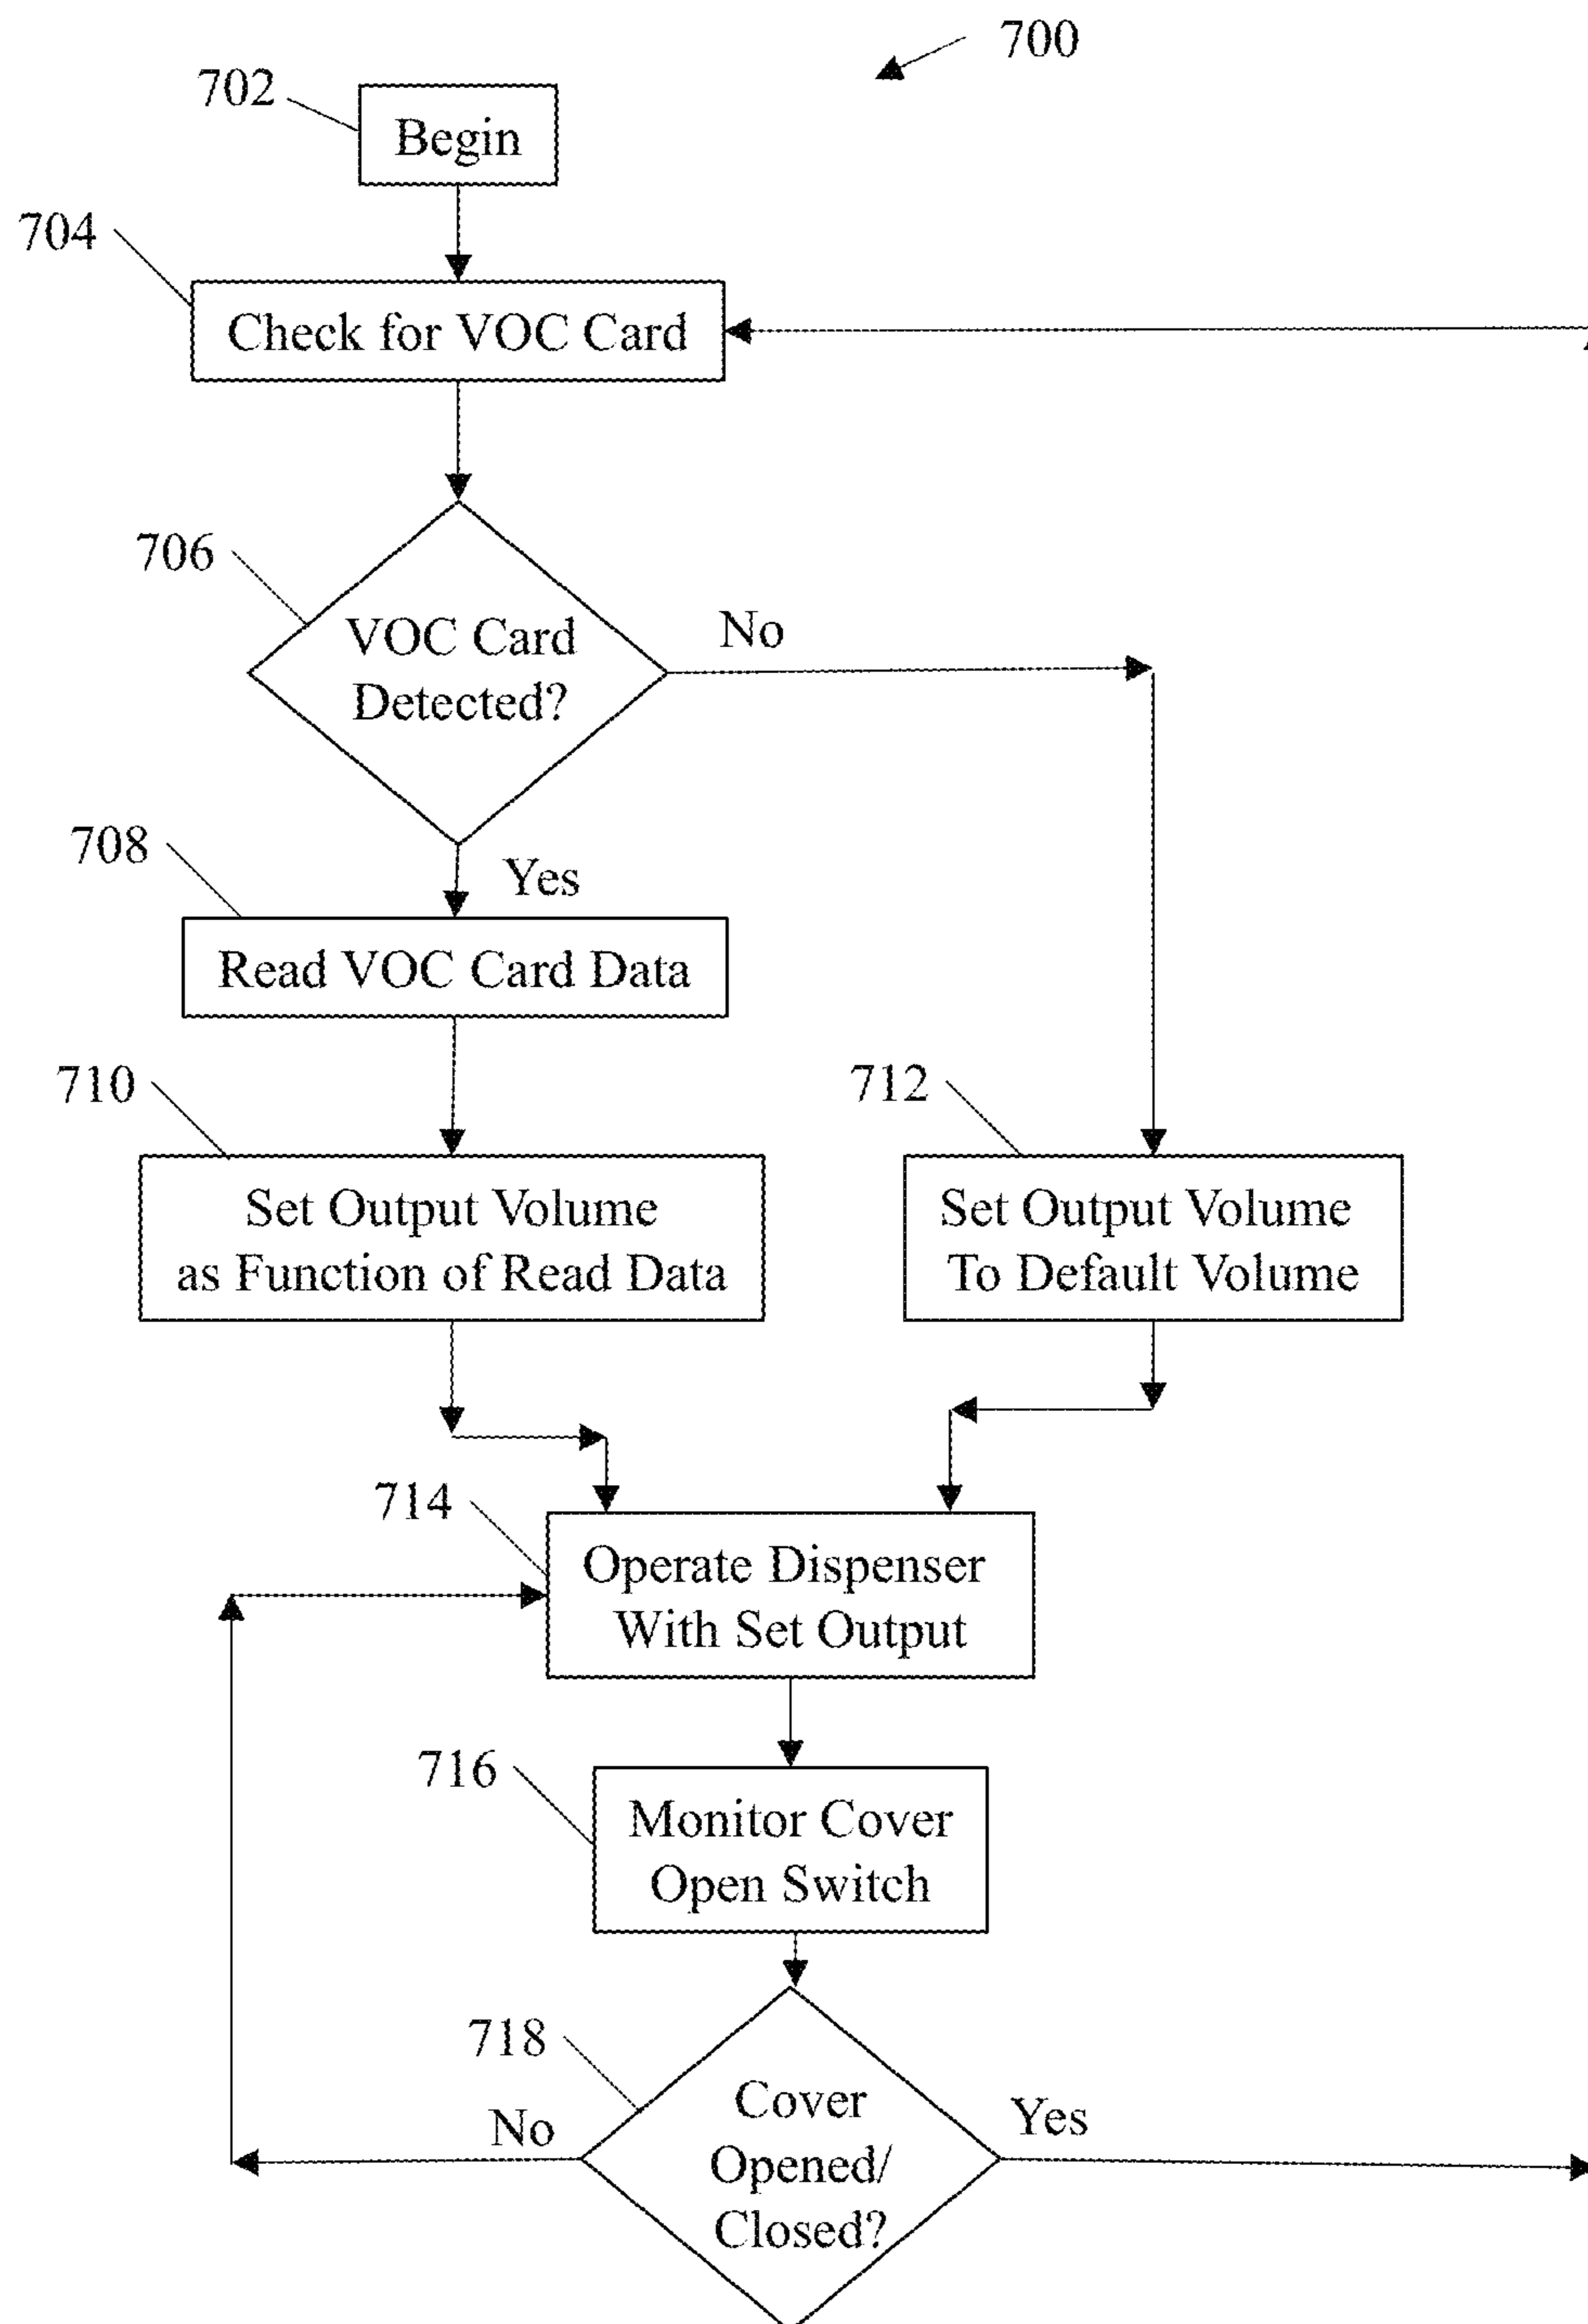 700
702
Begin
704
Check for VOC Card
706
VOC Card
Detected?
No
708
Yes
Read VOC Card Data
710
712
Set Output Volume
as Function of Read Data
Set Output Volume
To Default Volume
714
Operate Dispenser
With Set Output
716
Monitor Cover
Open Switch
718
Cover
Opened/
Closed?
No
Yes